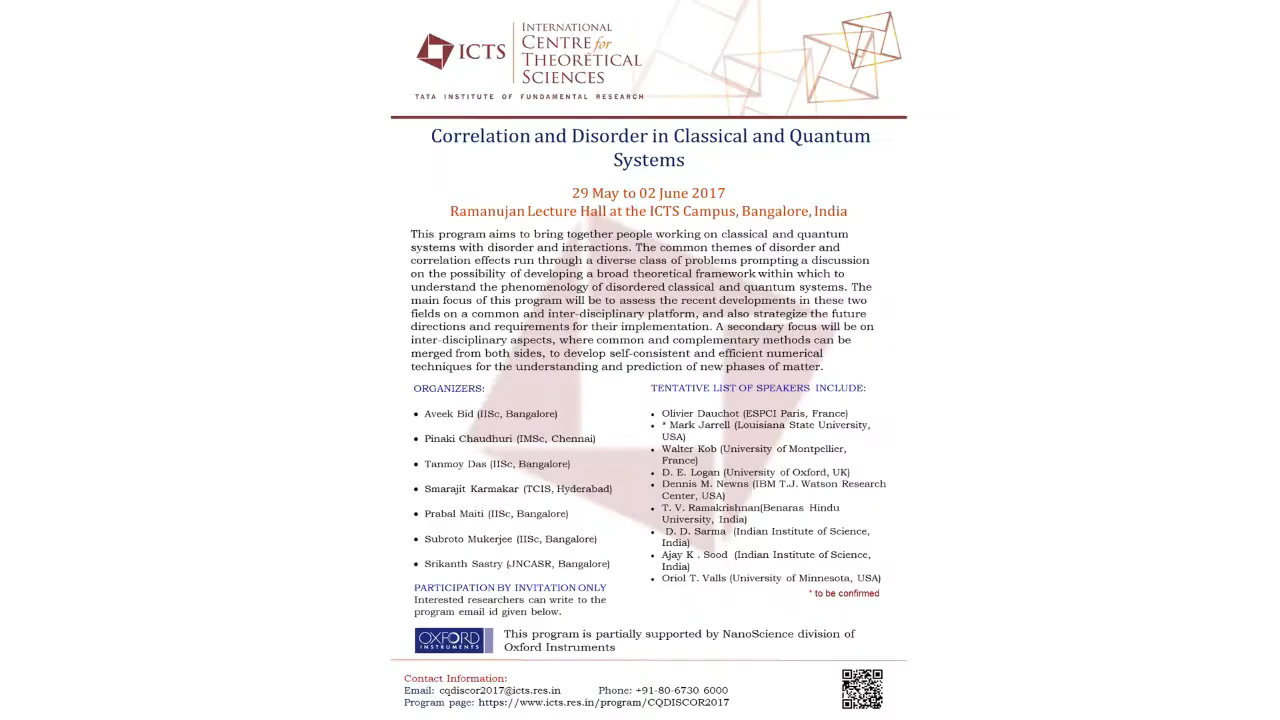 ICTS
INTERNATIONAL
CENTRE for
THEORETICAL
SCIENCES
TATA INSTITUTE OF FUNDAMENTAL RESEARCH
Correlation and Disorder in Classical and Quantum
Systems
29 May to 02 June 2017
Ramanujan Lecture Hall at the ICTS Campus, Bangalore, India
This program aims to bring together people working on classical and quantum
systems with disorder and interactions. The common themes of disorder and
correlation effects run through a diverse class of problems prompting a discussion
on the possibility of developing a broad theoretical framework within which to
understand the phenomenology of disordered classical and quantum systems. The
main focus of this program will be to assess the recent developments in these two
fields on a common and inter-disciplinary platform, and also strategize the future
directions and requirements for their implementation. A secondary focus will be on
inter-disciplinary aspects, where common and complementary methods can be
merged from both sides, to develop self-consistent and efficient numerical
techniques for the understanding and prediction of new phases of matter.
ORGANIZERS:
• Aveek Bid (IISc, Bangalore)
• Pinaki Chaudhuri (IMSc, Chennai)
• Tanmoy Das (IISc, Bangalore)
• Smarajit Karmakar (TCIS, Hyderabad)
• Prabal Maiti (IISc, Bangalore)
• Subroto Mukerjee (IISc, Bangalore)
• Srikanth Sastry (JNCASR, Bangalore)
PARTICIPATION BY INVITATION ONLY
Interested researchers can write to the
program email id given below.
TENTATIVE LIST OF SPEAKERS INCLUDE:
• Olivier Dauchot (ESPCI Paris, France)
• * Mark Jarrell (Louisiana State University,
USA)
• Walter Kob (University of Montpellier,
France)
• D. E. Logan (University of Oxford, UK)
• Dennis M. Newns (IBM T.J. Watson Research
Center, USA)
• T. V. Ramakrishnan(Benaras Hindu
University, India)
• D. D. Sarma (Indian Institute of Science,
India)
• Ajay K . Sood (Indian Institute of Science,
India)
• Oriol T. Valls (University of Minnesota, USA)
* to be confirmed
OXFORD
INSTRUMENTS
This program is partially supported by NanoScience division of
Oxford Instruments
Contact Information:
Email: cqdiscor2017@icts.res.in Phone: +91-80-6730 6000
Program page: https://www.icts.res.in/program/CQDISCOR2017